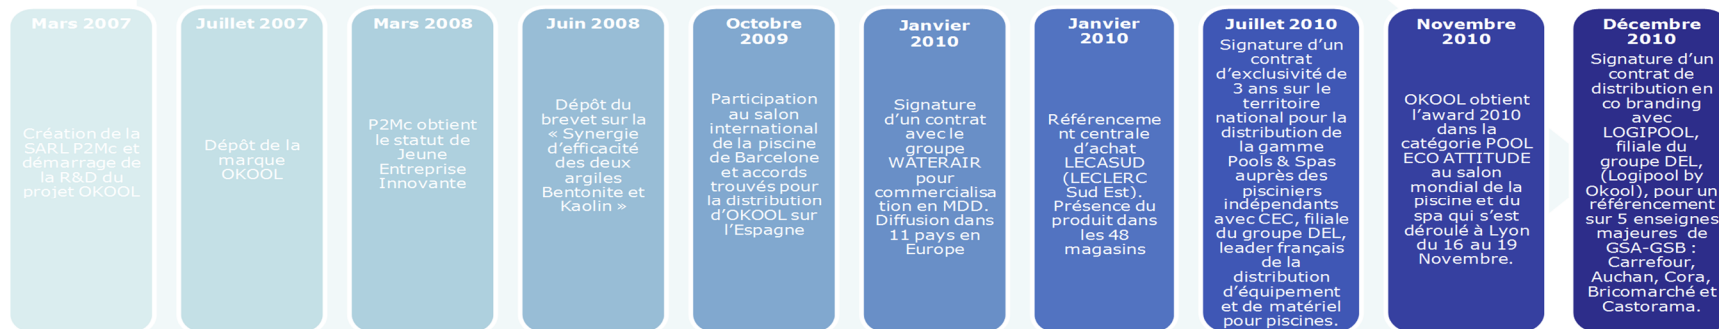 Mars 2007
Création de la
SARL P2Mc et
démarrage de
la R&D du
projet OKOOL
Juillet 2007
Dépôt de la
marque
OKOOL
Mars 2008
P2Mc obtient
le statut de
Jeune
Entreprise
Innovante
Juin 2008
Dépôt du
brevet sur la
« Synergie
d’efficacité
des deux
argiles
Bentonite et
Kaolin »
Octobre
2009
Participation
au salon
international
de la piscine
de Barcelone
et accords
trouvés pour
la distribution
d’OKOOL sur
l’Espagne
Janvier
2010
Signature
d’un contrat
avec le
groupe
WATERAIR
pour
commercialisa
tion en MDD.
Diffusion dans
11 pays en
Europe
Janvier
2010
Référenceme
nt centrale
d’achat
LECASUD
(LECLERC
Sud Est).
Présence du
produit dans
les 48
magasins
Juillet 2010
Signature d’un
contrat
d’exclusivité de
3 ans sur le
territoire
national pour la
distribution de
la gamme
Pools & Spas
auprès des
pisciniers
indépendants
avec CEC, filiale
du groupe DEL,
leader français
de la
distribution
d’équipement
et de matériel
pour piscines.
Novembre
2010
OKOOL obtient
l’award 2010
dans la
catégorie POOL
ECO ATTITUDE
au salon
mondial de la
piscine et du
spa qui s’est
déroulé à Lyon
du 16 au 19
Novembre.
Décembre
2010
Signature d’un
contrat de
distribution en
co branding
avec
LOGIPOOL,
filiale du
groupe DEL,
(Logipool by
Okool), pour un
référencement
sur 5 enseignes
majeures de
GSA-GSB :
Carrefour,
Auchan, Cora,
Bricomarché et
Castorama.